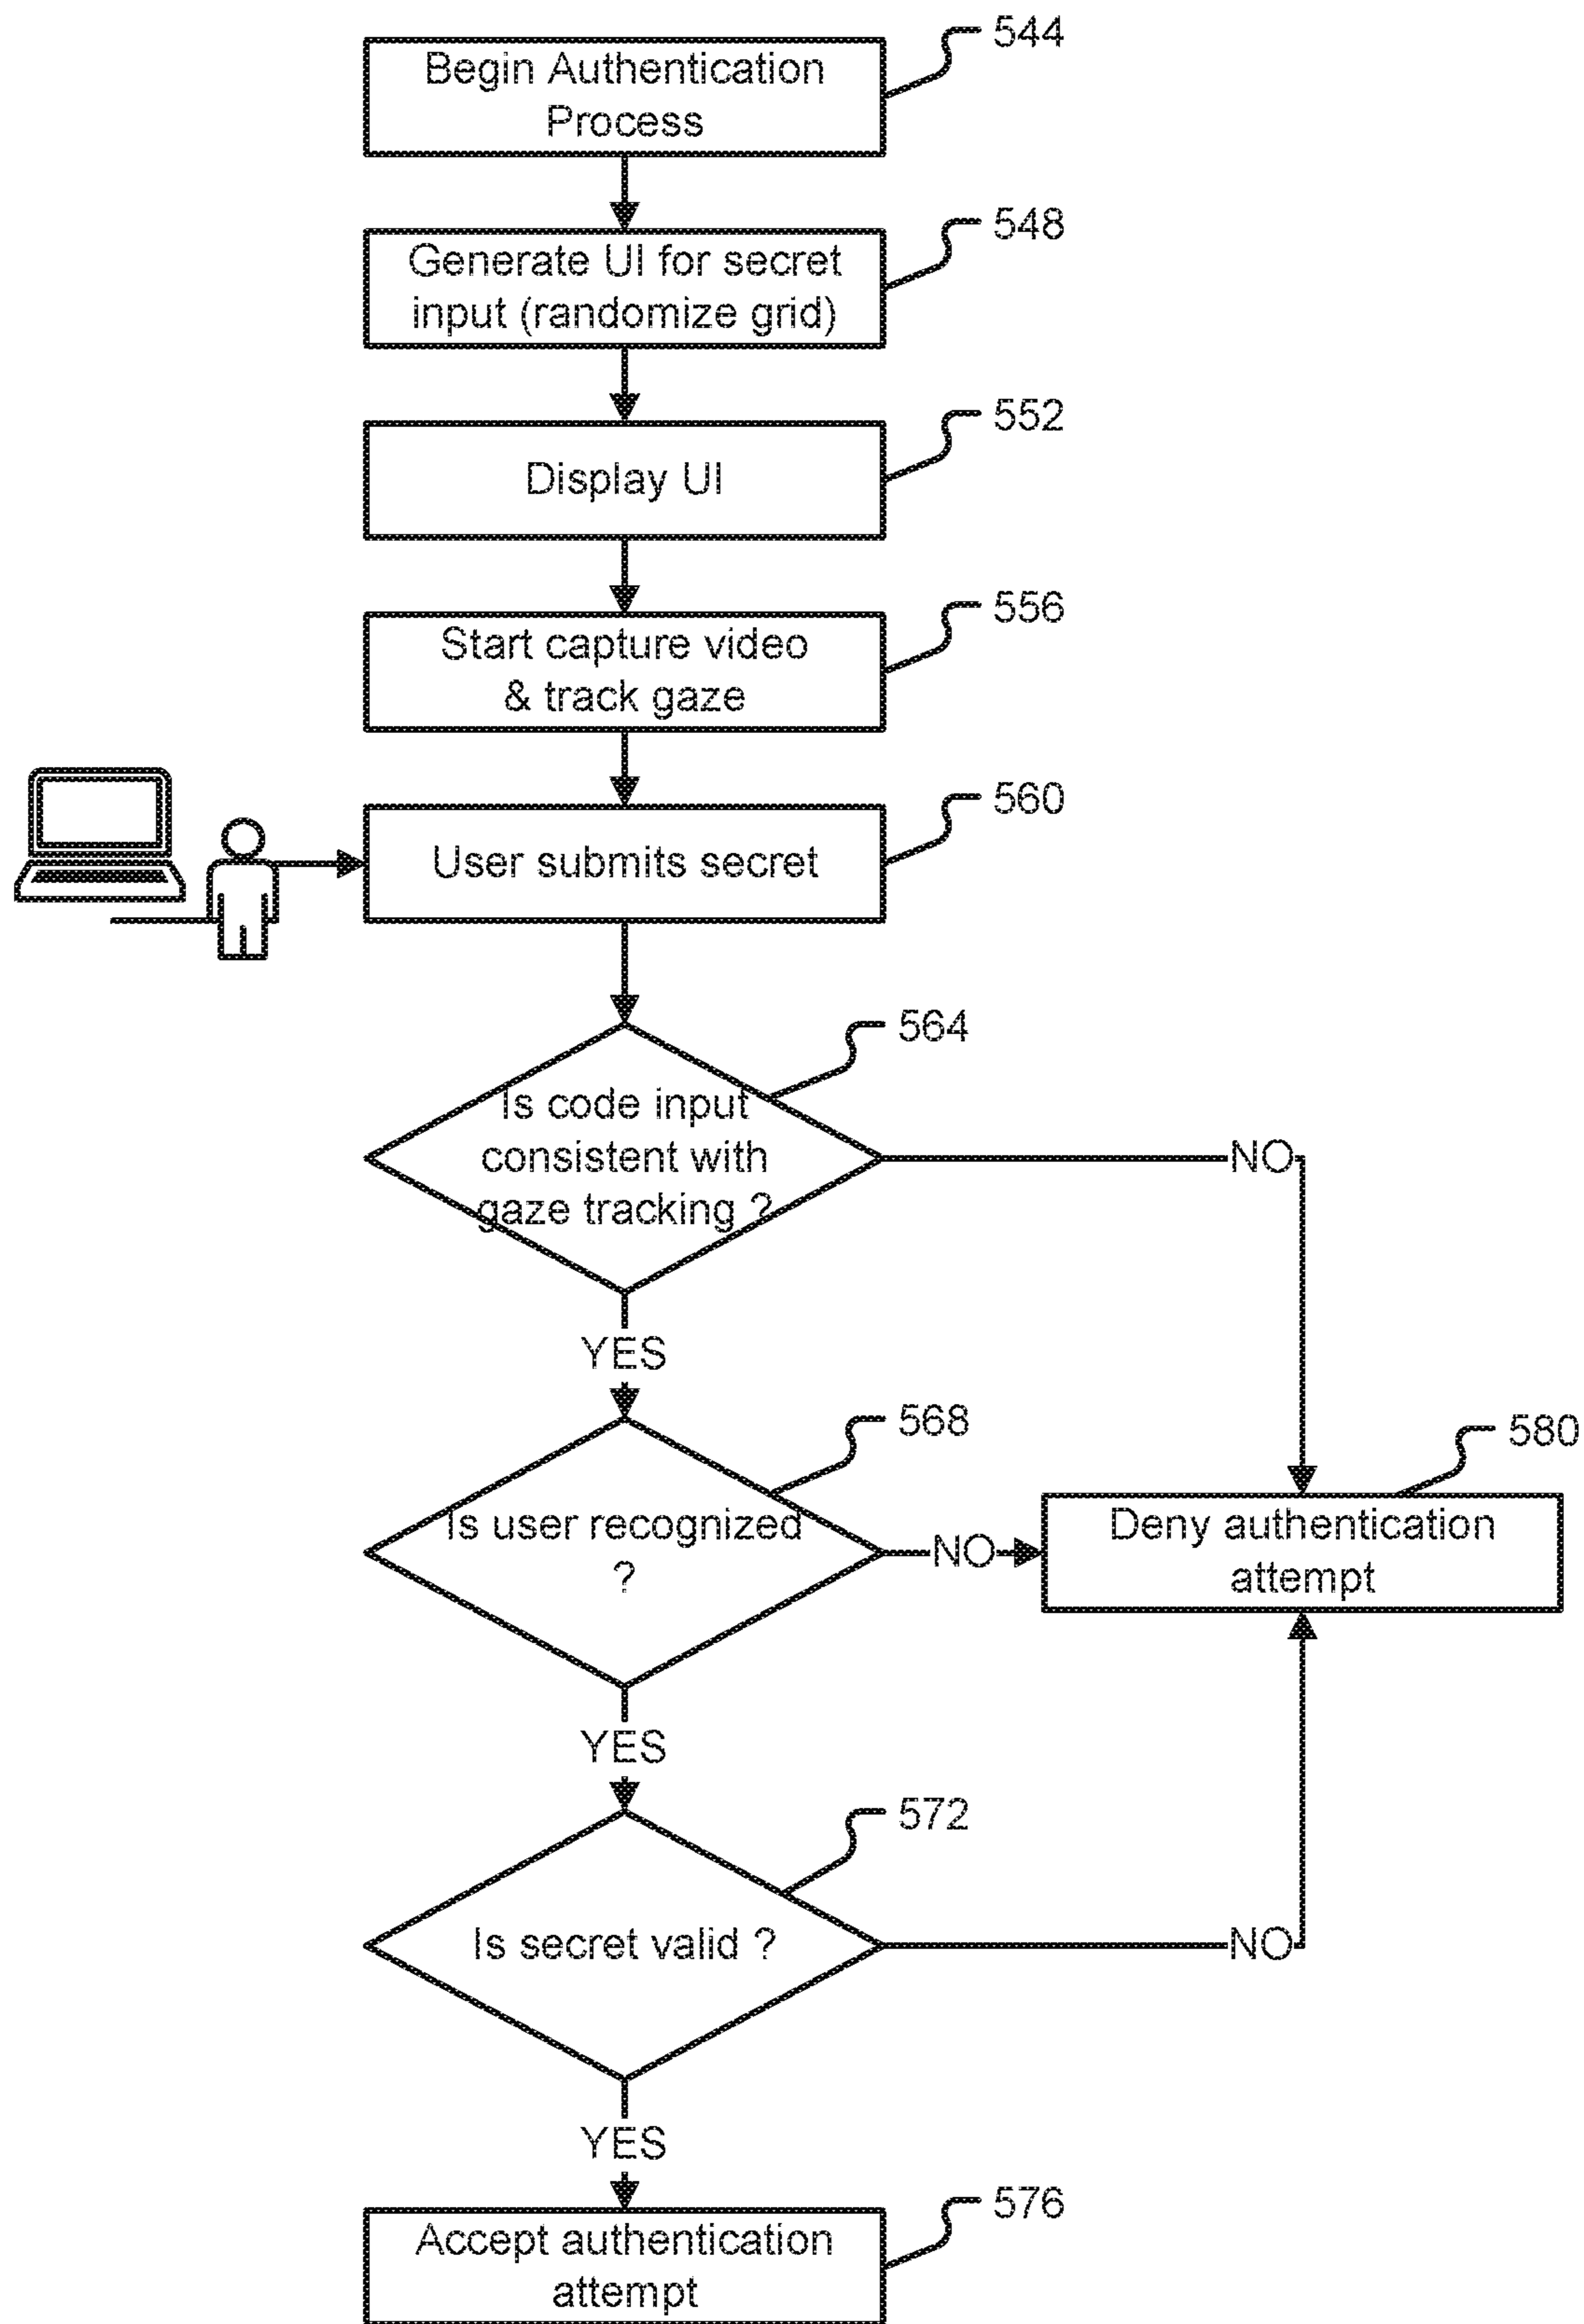 544
Begin Authentication
Process
548
Generate UI for secret
input (randomize grid)
552
Display UI
556
Start capture video
& track gaze
560
User submits secret
564
Is code input
consistent with
gaze tracking ?
NO
YES
568
Is user recognized
?
NO
580
Deny authentication
attempt
YES
572
Is secret valid ?
NO
YES
576
Accept authentication
attempt